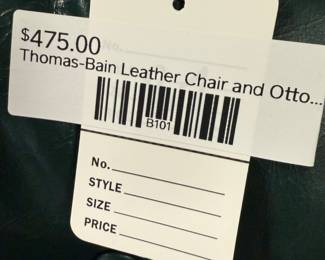 $475.00
Thomas-Bain Leather Chair and Otto...
B101
No.
STYLE
SIZE
PRICE